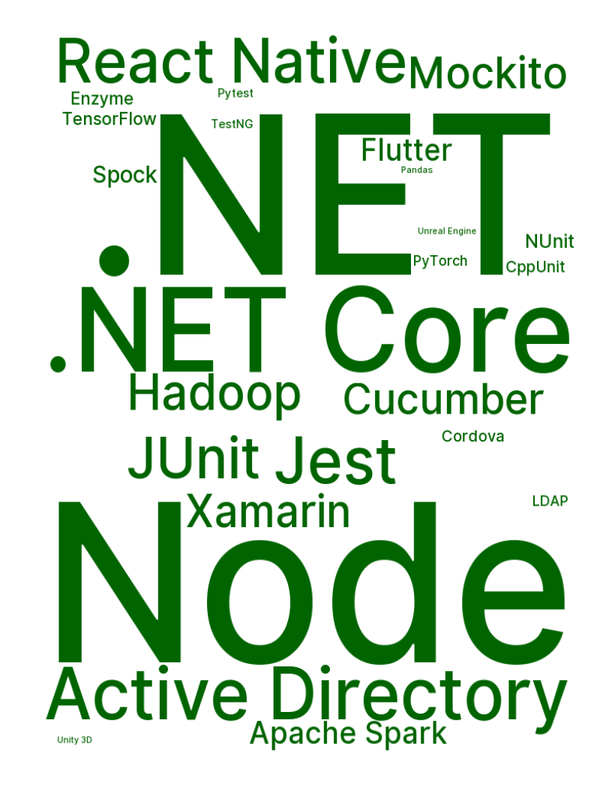 React Native
Mockito
Enzyme
Pytest
TensorFlow
TestNG
.NET
Flutter
Pandas
Spock
Unreal Engine
NUnit
PyTorch
CppUnit
.NET Core
Hadoop
Cucumber
Cordova
JUnit
Jest
Xamarin
LDAP
Node
Active Directory
Apache Spark
Unity 3D